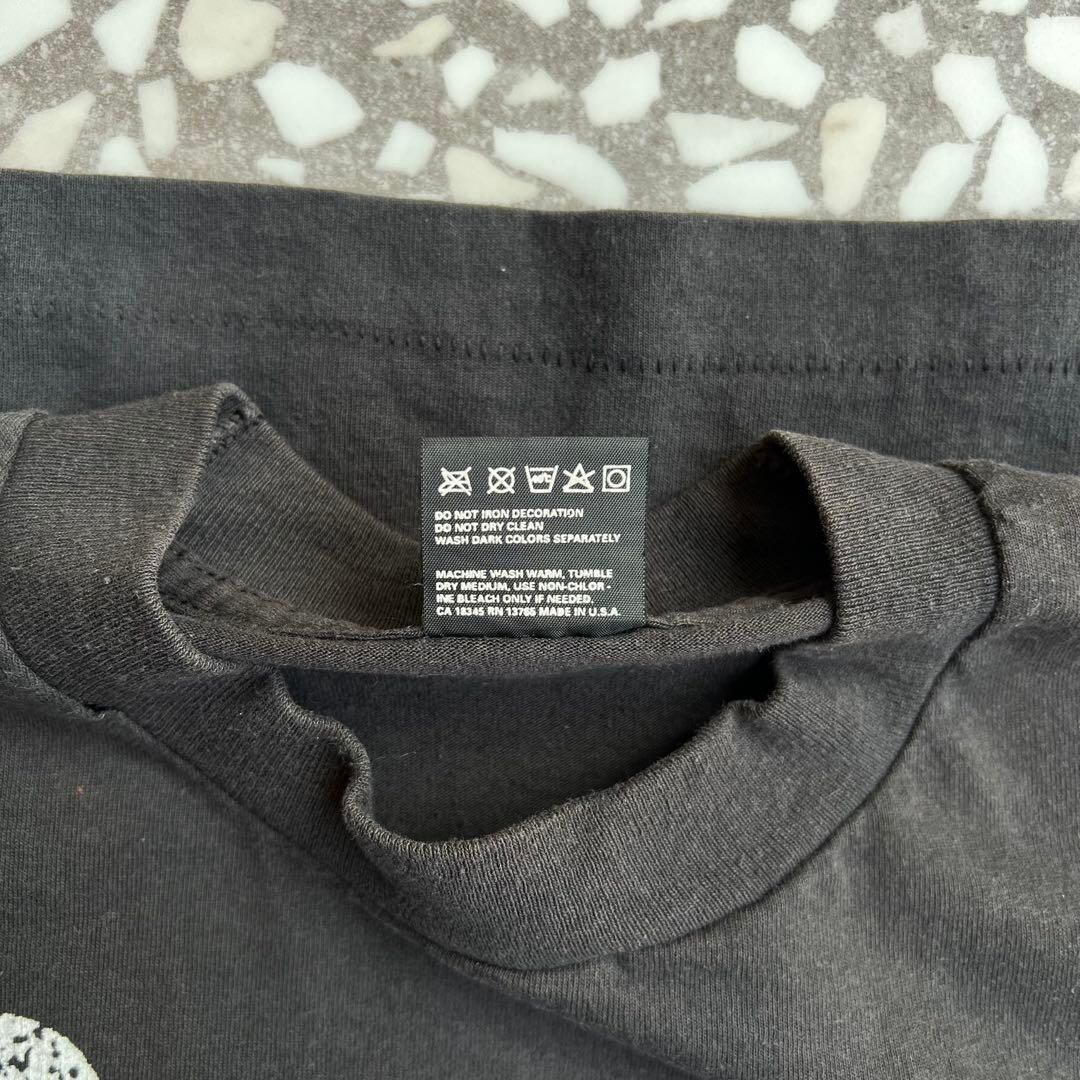 40°C
DO NOT IRON DECORATION
DO NOT DRY CLEAN
WASH DARK COLORS SEPARATELY
MACHINE WASH WARM, TUMBLE
DRY MEDIUM, USE NON-CHLOR-
INE BLEACH ONLY IF NEEDED.
CA 18345 RN 13765 MADE IN U.S.A.